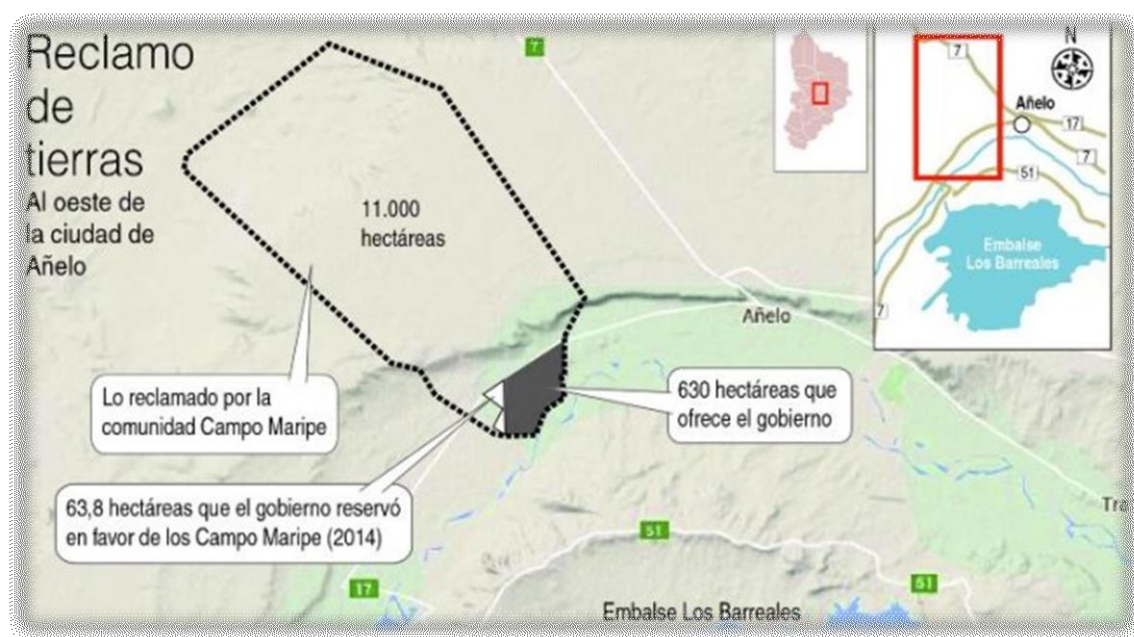 Reclamo
de
tierras
Al oeste de
la ciudad de
Añelo
7
11.000
hectáreas
Añelo
Lo reclamado por la
comunidad Campo Maripe
630 hectáreas que
ofrece el gobierno
63,8 hectáreas que el gobierno reservó
en favor de los Campo Maripe (2014)
51
17
51
Embalse Los Barreales
N
7
Añelo
17
7
51
Embalse
Los Barreales
7